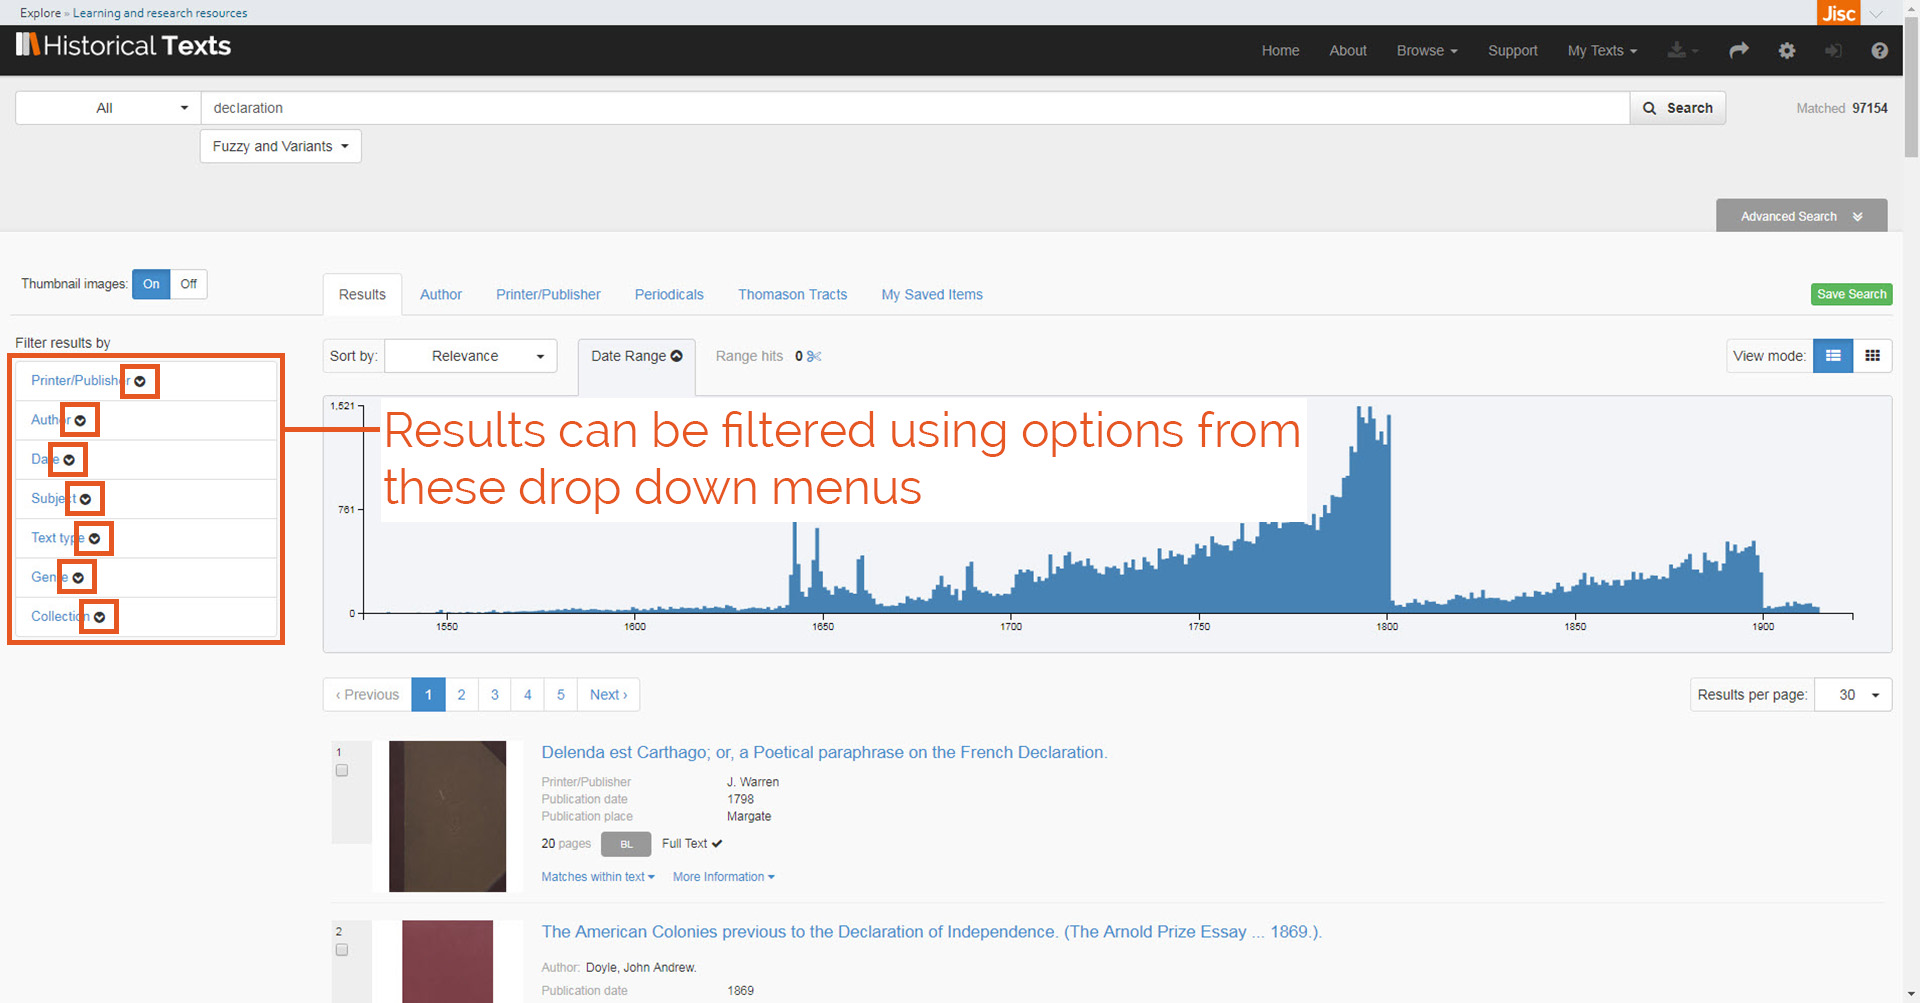 Explore » Learning and research resources
Jisc
Historical Texts
Home About Browse Support My Texts
All declaration Search Matched 97154
Fuzzy and Variants
Advanced Search
Thumbnail images: On Off
Results Author Printer/Publisher Periodicals Thomason Tracts My Saved Items Save Search
Filter results by
Printer/Publisher
Author
Date
Subject
Text type
Genre
Collection
Sort by: Relevance Date Range Range hits 0 View mode:
1,521
761
0
Results can be filtered using options from
these drop down menus
1550 1600 1650 1700 1750 1800 1850 1900
‹ Previous 1 2 3 4 5 Next › Results per page: 30
1
Delenda est Carthago; or, a Poetical paraphrase on the French Declaration.
Printer/Publisher J. Warren
Publication date 1798
Publication place Margate
20 pages BL Full Text
Matches within text More Information
2
The American Colonies previous to the Declaration of Independence. (The Arnold Prize Essay ... 1869.).
Author: Doyle, John Andrew.
Publication date 1869